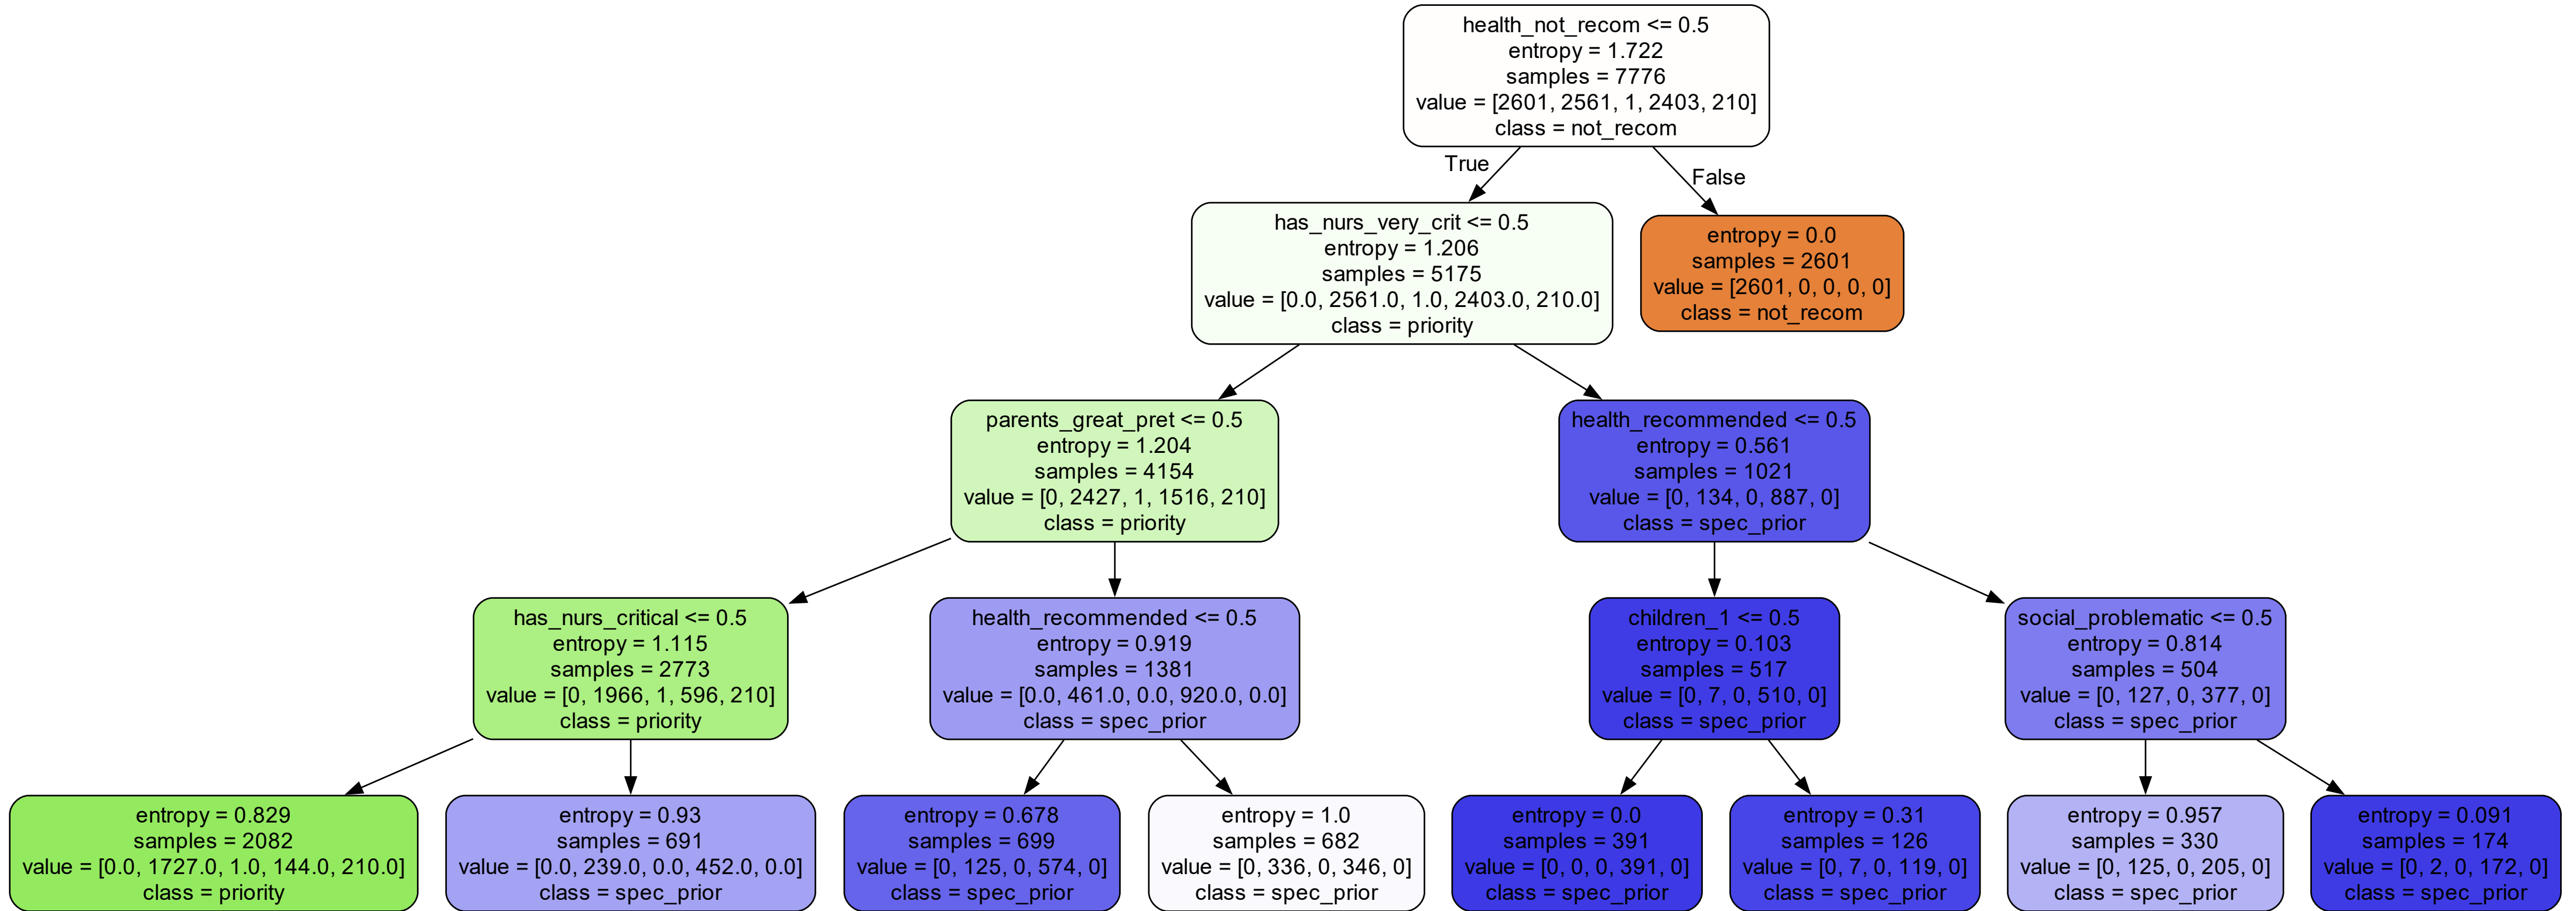 health_not_recom <= 0.5
entropy = 1.722
samples = 7776
value = [2601, 2561, 1, 2403, 210]
class = not_recom
True
False
has_nurs_very_crit <= 0.5
entropy = 1.206
samples = 5175
value = [0.0, 2561.0, 1.0, 2403.0, 210.0]
class = priority
entropy = 0.0
samples = 2601
value = [2601, 0, 0, 0, 0]
class = not_recom
parents_great_pret <= 0.5
entropy = 1.204
samples = 4154
value = [0, 2427, 1, 1516, 210]
class = priority
health_recommended <= 0.5
entropy = 0.561
samples = 1021
value = [0, 134, 0, 887, 0]
class = spec_prior
has_nurs_critical <= 0.5
entropy = 1.115
samples = 2773
value = [0, 1966, 1, 596, 210]
class = priority
health_recommended <= 0.5
entropy = 0.919
samples = 1381
value = [0.0, 461.0, 0.0, 920.0, 0.0]
class = spec_prior
children_1 <= 0.5
entropy = 0.103
samples = 517
value = [0, 7, 0, 510, 0]
class = spec_prior
social_problematic <= 0.5
entropy = 0.814
samples = 504
value = [0, 127, 0, 377, 0]
class = spec_prior
entropy = 0.829
samples = 2082
value = [0.0, 1727.0, 1.0, 144.0, 210.0]
class = priority
entropy = 0.93
samples = 691
value = [0.0, 239.0, 0.0, 452.0, 0.0]
class = spec_prior
entropy = 0.678
samples = 699
value = [0, 125, 0, 574, 0]
class = spec_prior
entropy = 1.0
samples = 682
value = [0, 336, 0, 346, 0]
class = spec_prior
entropy = 0.0
samples = 391
value = [0, 0, 0, 391, 0]
class = spec_prior
entropy = 0.31
samples = 126
value = [0, 7, 0, 119, 0]
class = spec_prior
entropy = 0.957
samples = 330
value = [0, 125, 0, 205, 0]
class = spec_prior
entropy = 0.091
samples = 174
value = [0, 2, 0, 172, 0]
class = spec_prior